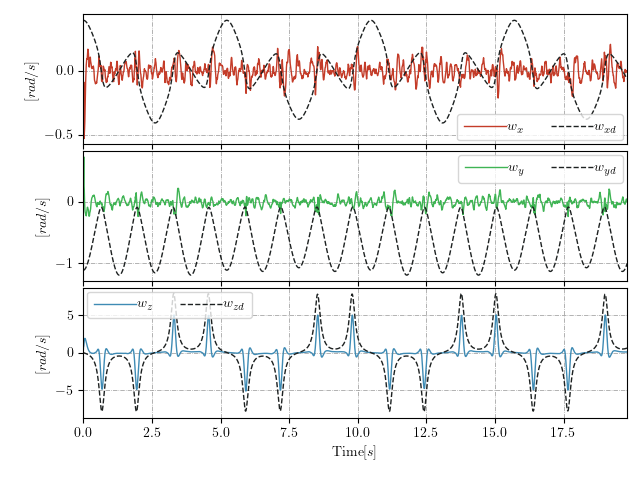 0.0
−0.5
[rad/s]
w_x w_xd
0
−1
[rad/s]
w_y w_yd
5
0
−5
[rad/s]
w_z w_zd
0.0 2.5 5.0 7.5 10.0 12.5 15.0 17.5
Time[s]